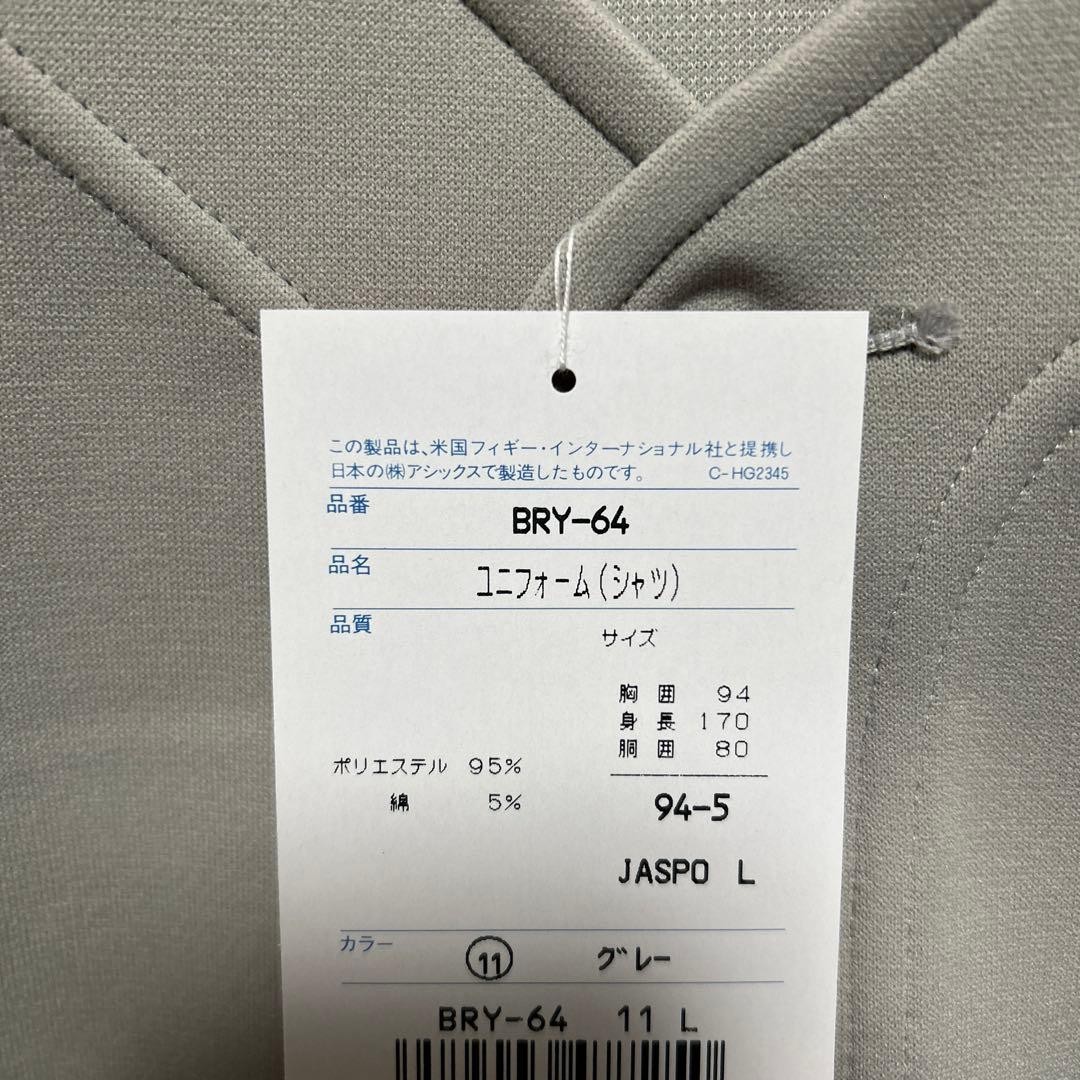 この製品は、米国フィギー・インターナショナル社と提携し
日本の㈱アシックスで製造したものです。 C-HG2345
品番 BRY-64
品名 ユニフォーム(シャツ)
品質 サイズ
胸囲 94
身長 170
胴囲 80
ポリエステル 95%
綿 5%
94-5
JASPO L
カラー ⑪ グレー
BRY-64 11 L